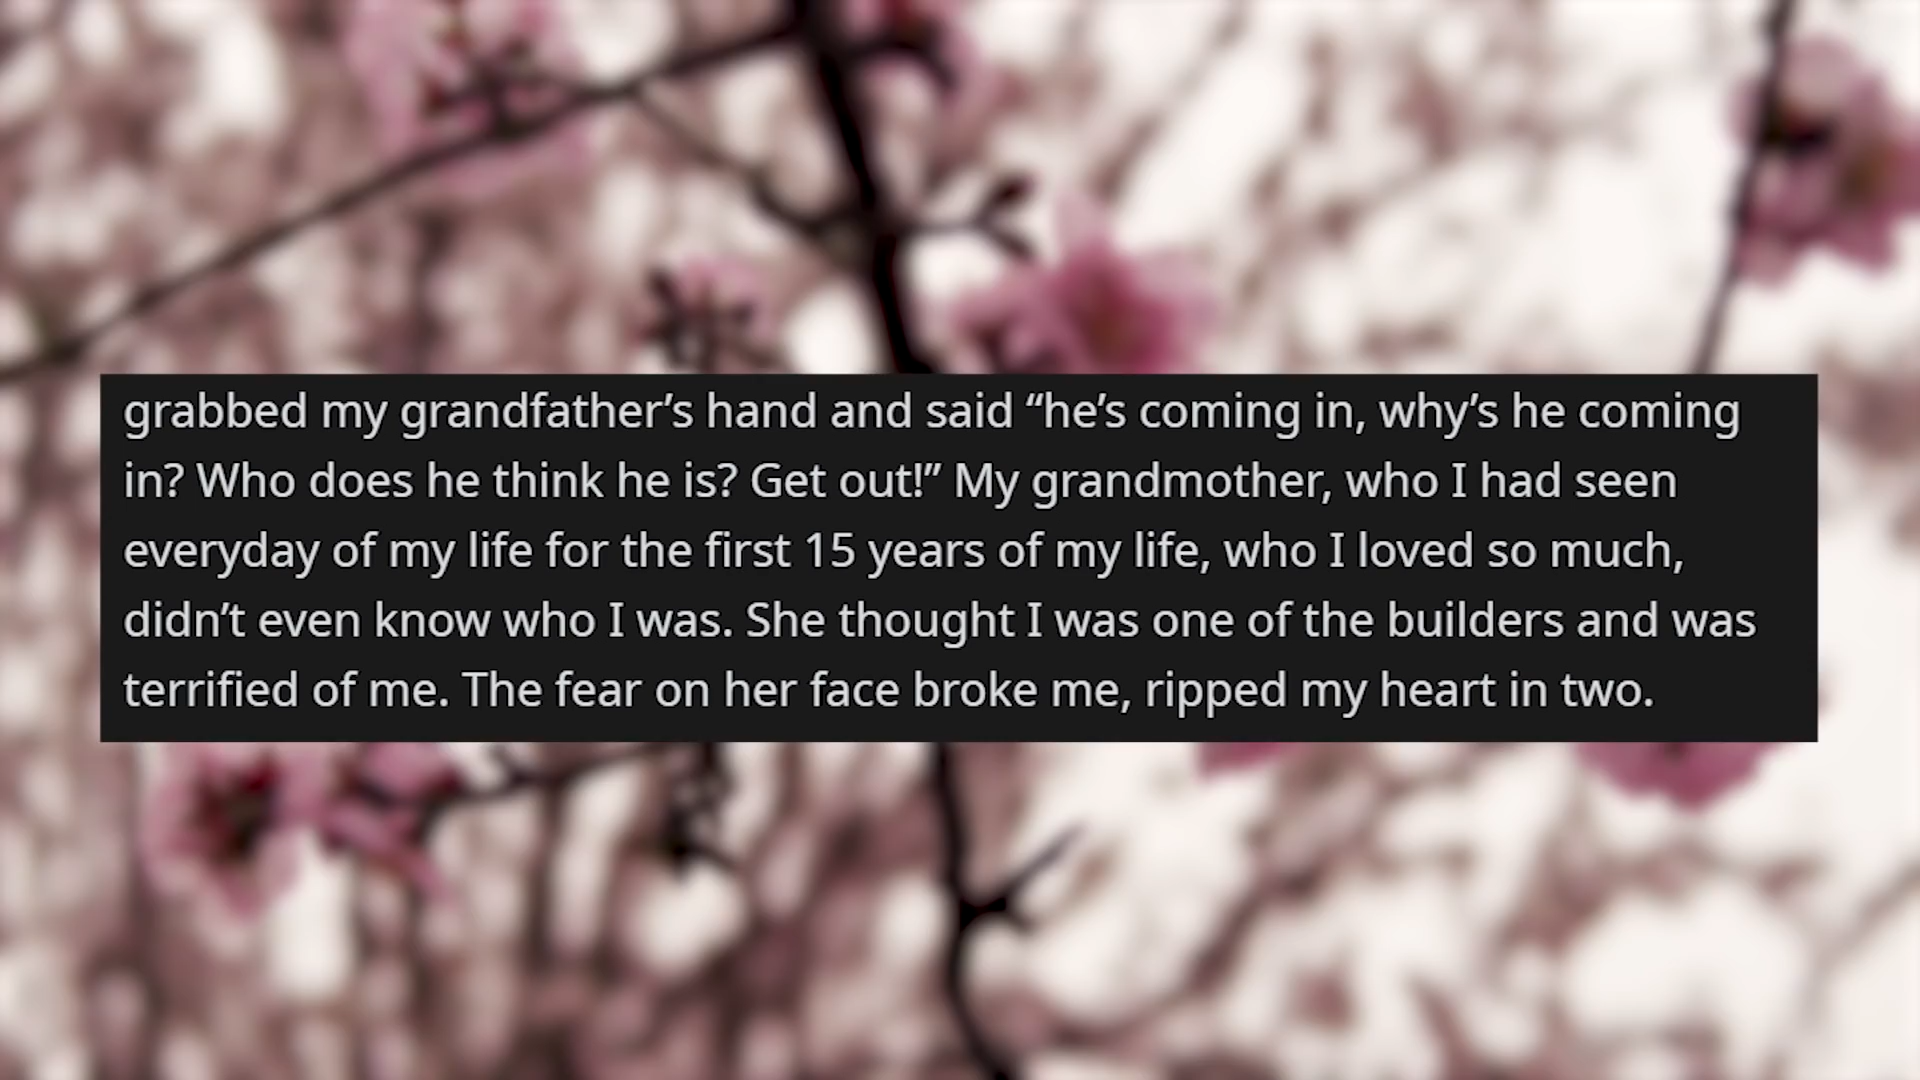 grabbed my grandfather’s hand and said “he’s coming in, why’s he coming
in? Who does he think he is? Get out!” My grandmother, who I had seen
everyday of my life for the first 15 years of my life, who I loved so much,
didn’t even know who I was. She thought I was one of the builders and was
terrified of me. The fear on her face broke me, ripped my heart in two.